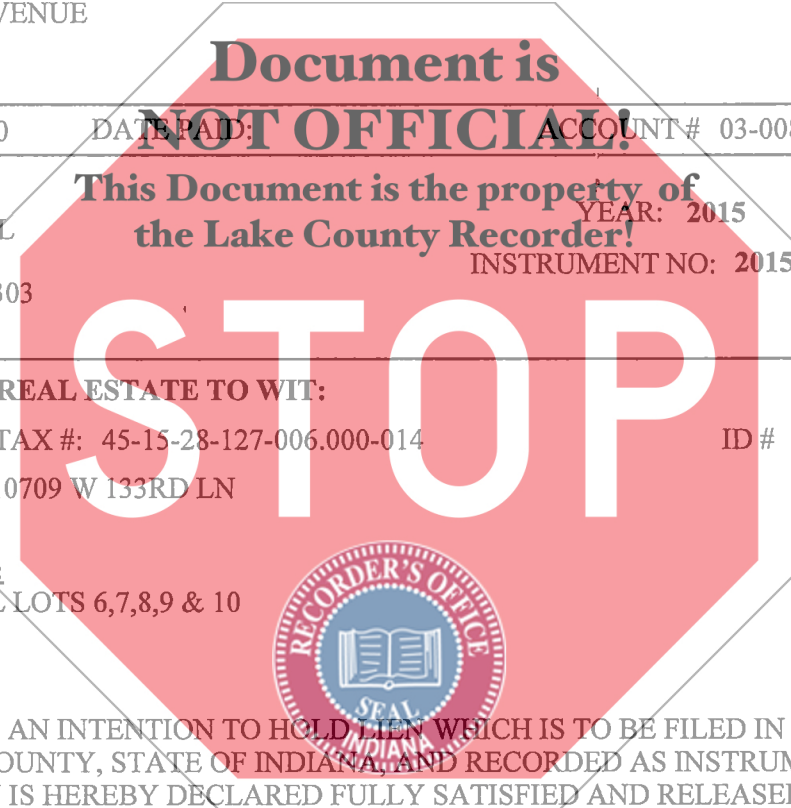 VENUE
Document is
NOT OFFICIAL!
0 DATE PAID: ACCOUNT # 03-008
This Document is the property of
the Lake County Recorder!
YEAR: 2015
L
INSTRUMENT NO: 2015
303
STOP
REAL ESTATE TO WIT:
TAX #: 45-15-28-127-006.000-014 ID #
0709 W 133RD LN
L LOTS 6,7,8,9 & 10
RECORDER'S OFFICE
SEAL
INDIANA
AN INTENTION TO HOLD LIEN WHICH IS TO BE FILED IN
OUNTY, STATE OF INDIANA, AND RECORDED AS INSTRUM
IS HEREBY DECLARED FULLY SATISFIED AND RELEASED